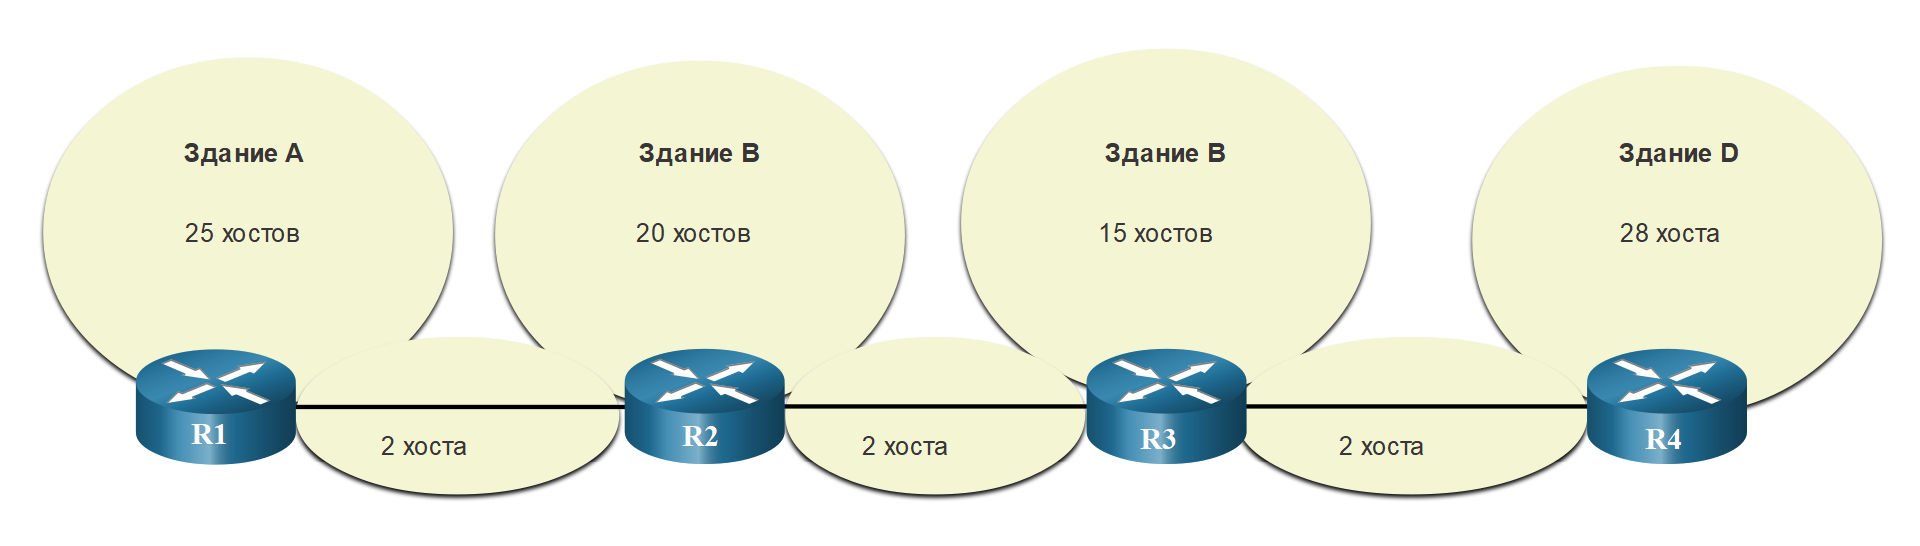 Здание A
25 хостов
Здание B
20 хостов
Здание B
15 хостов
Здание D
28 хоста
R1
2 хоста
R2
2 хоста
R3
2 хоста
R4